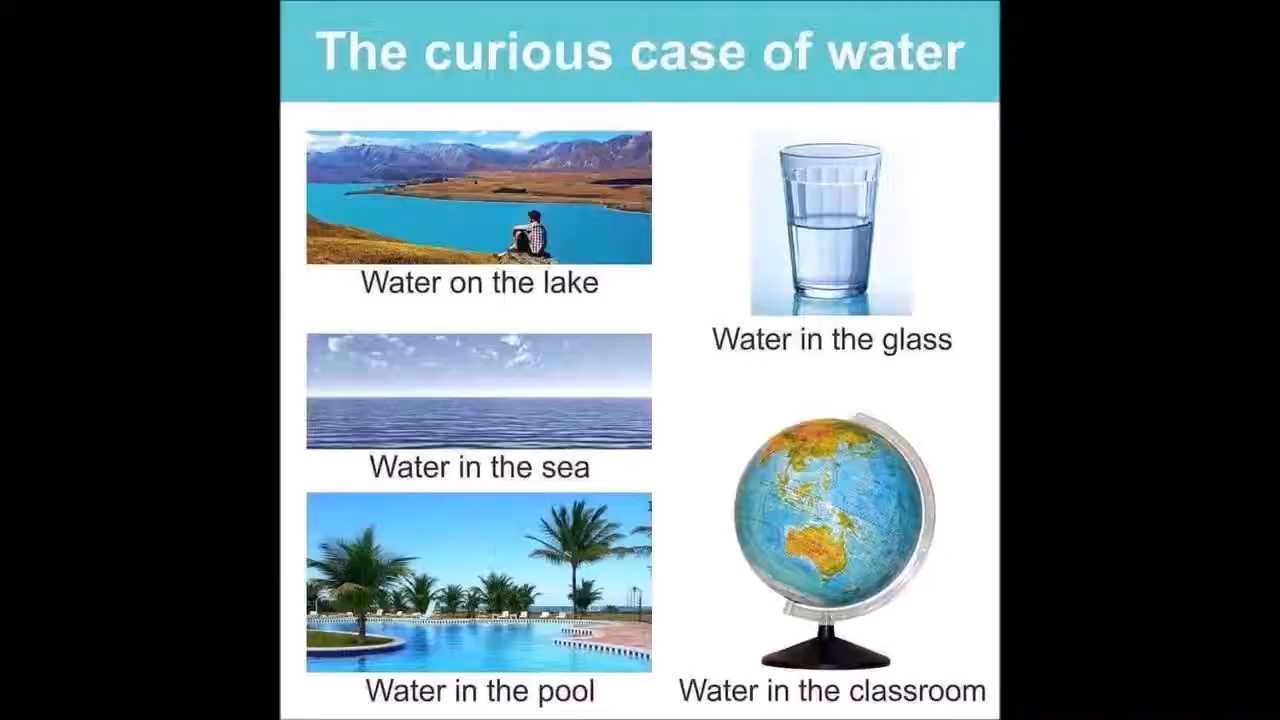 The curious case of water
Water on the lake
Water in the glass
Water in the sea
Water in the pool
Water in the classroom